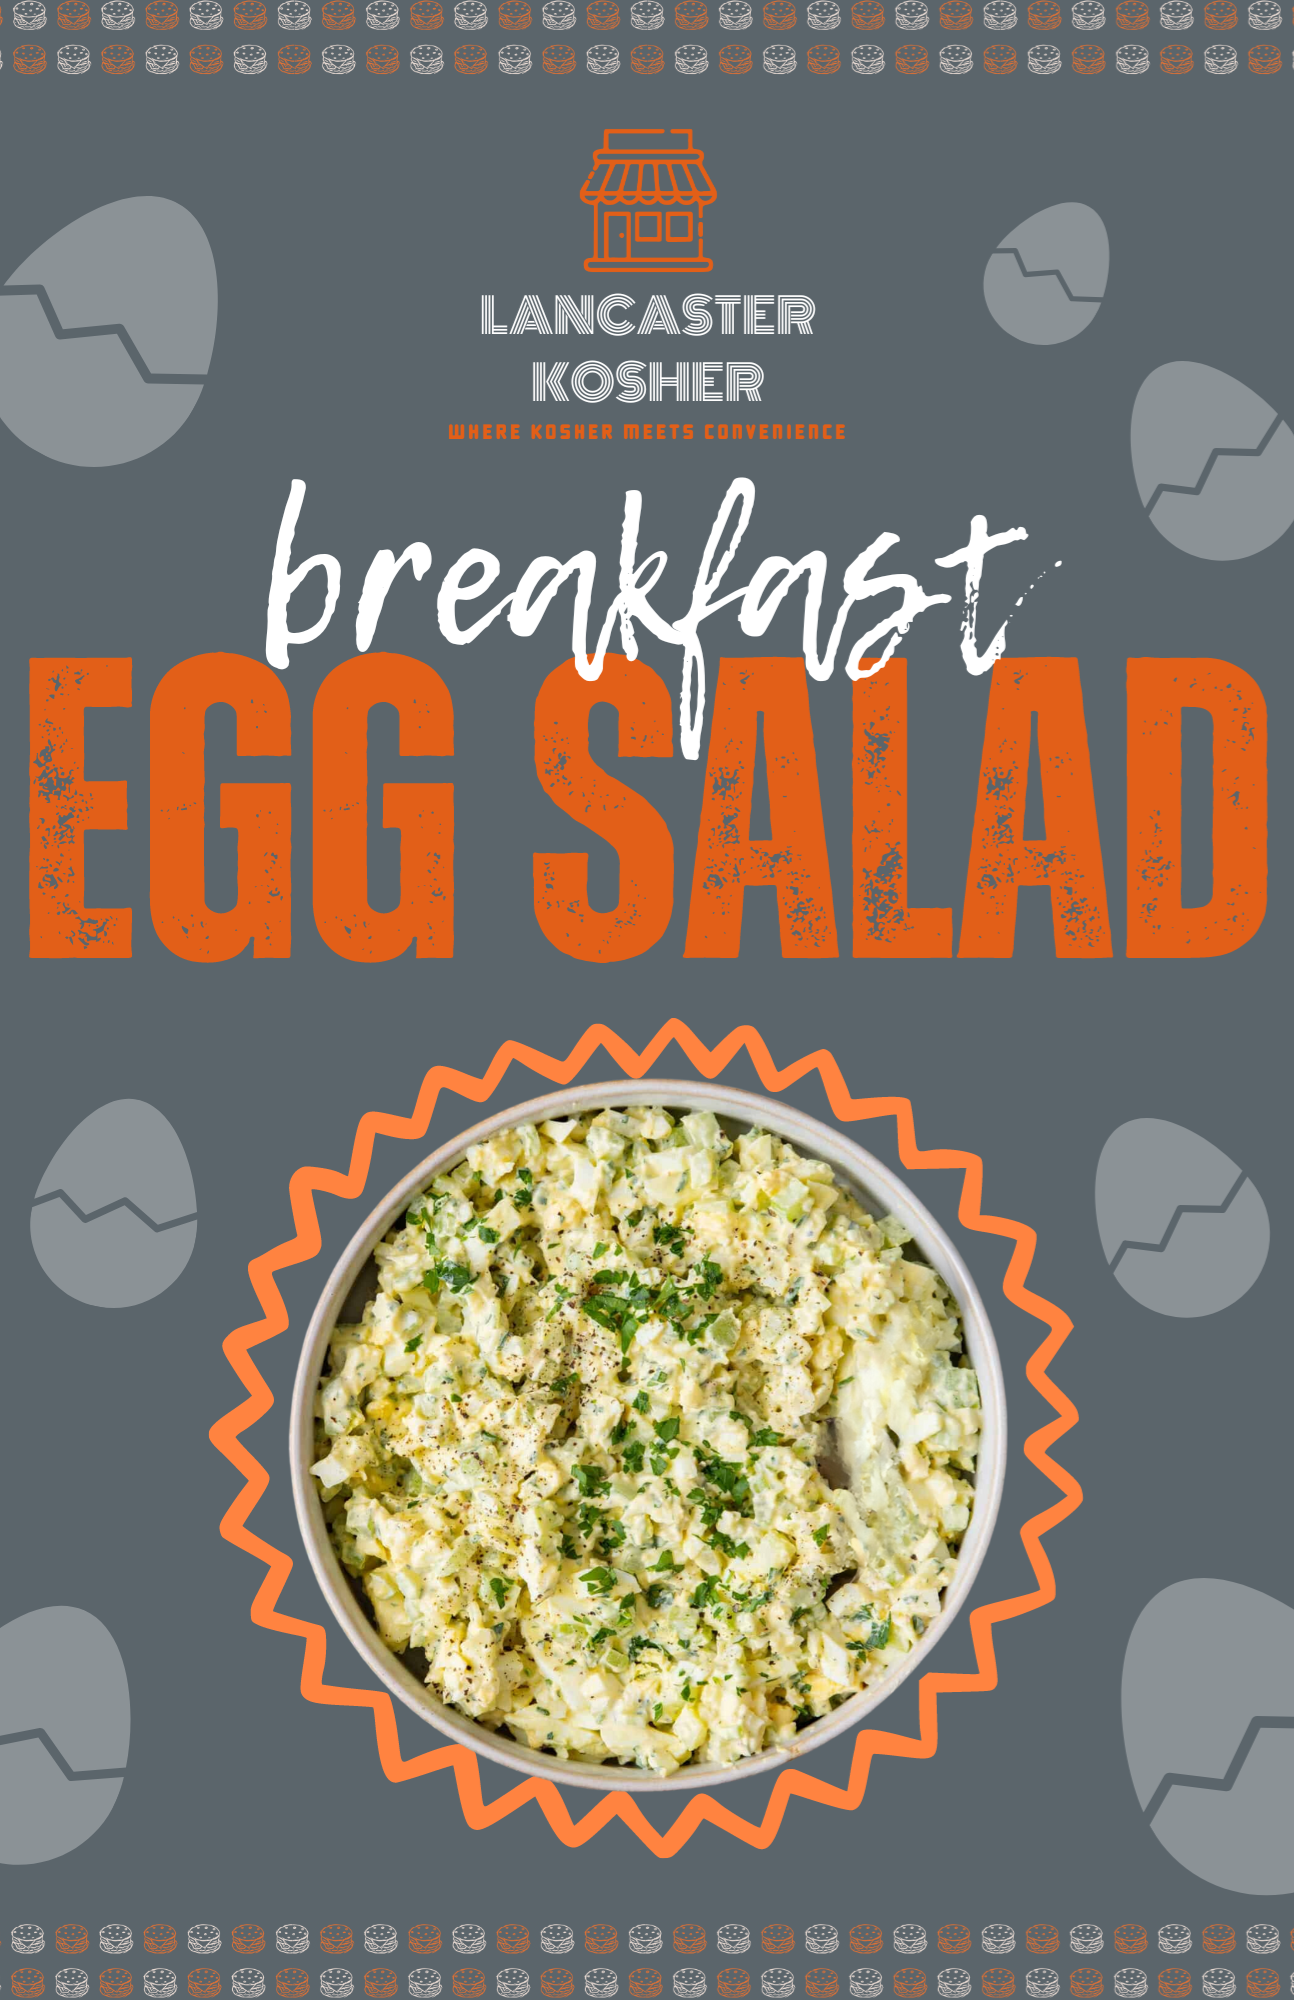 LANCASTER
KOSHER
WHERE KOSHER MEETS CONVENIENCE
breakfast
EGG SALAD